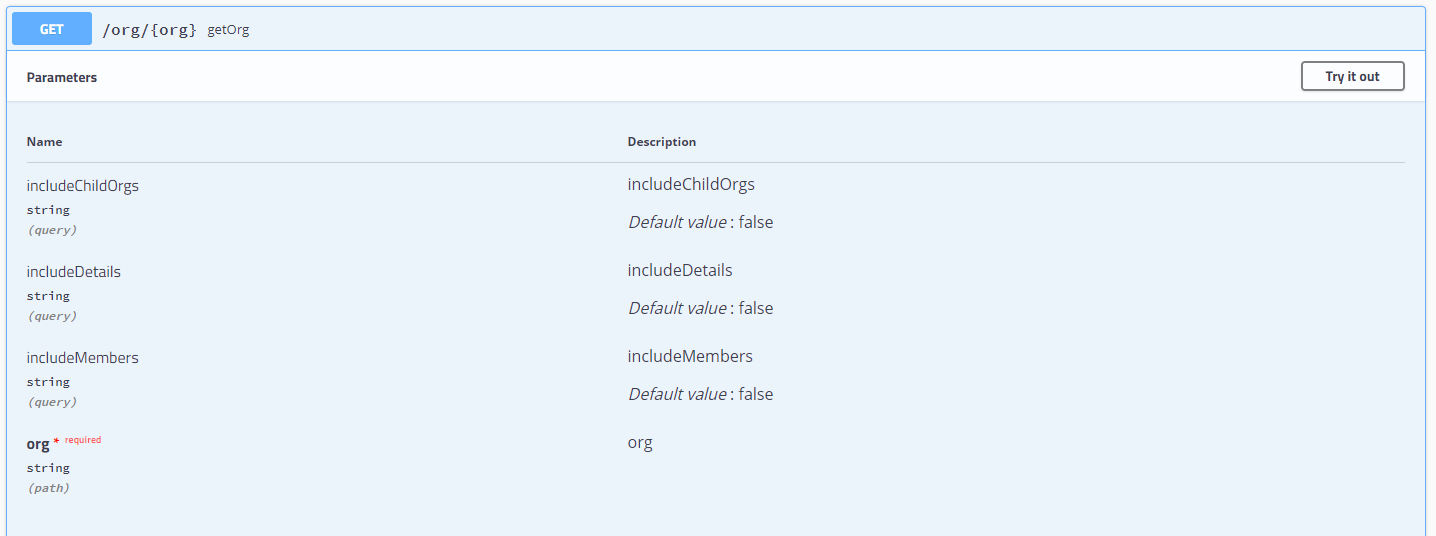 GET /org/{org} getOrg
Parameters Try it out
Name Description
includeChildOrgs includeChildOrgs
string
(query) Default value : false
includeDetails includeDetails
string
(query) Default value : false
includeMembers includeMembers
string
(query) Default value : false
org * required org
string
(path)